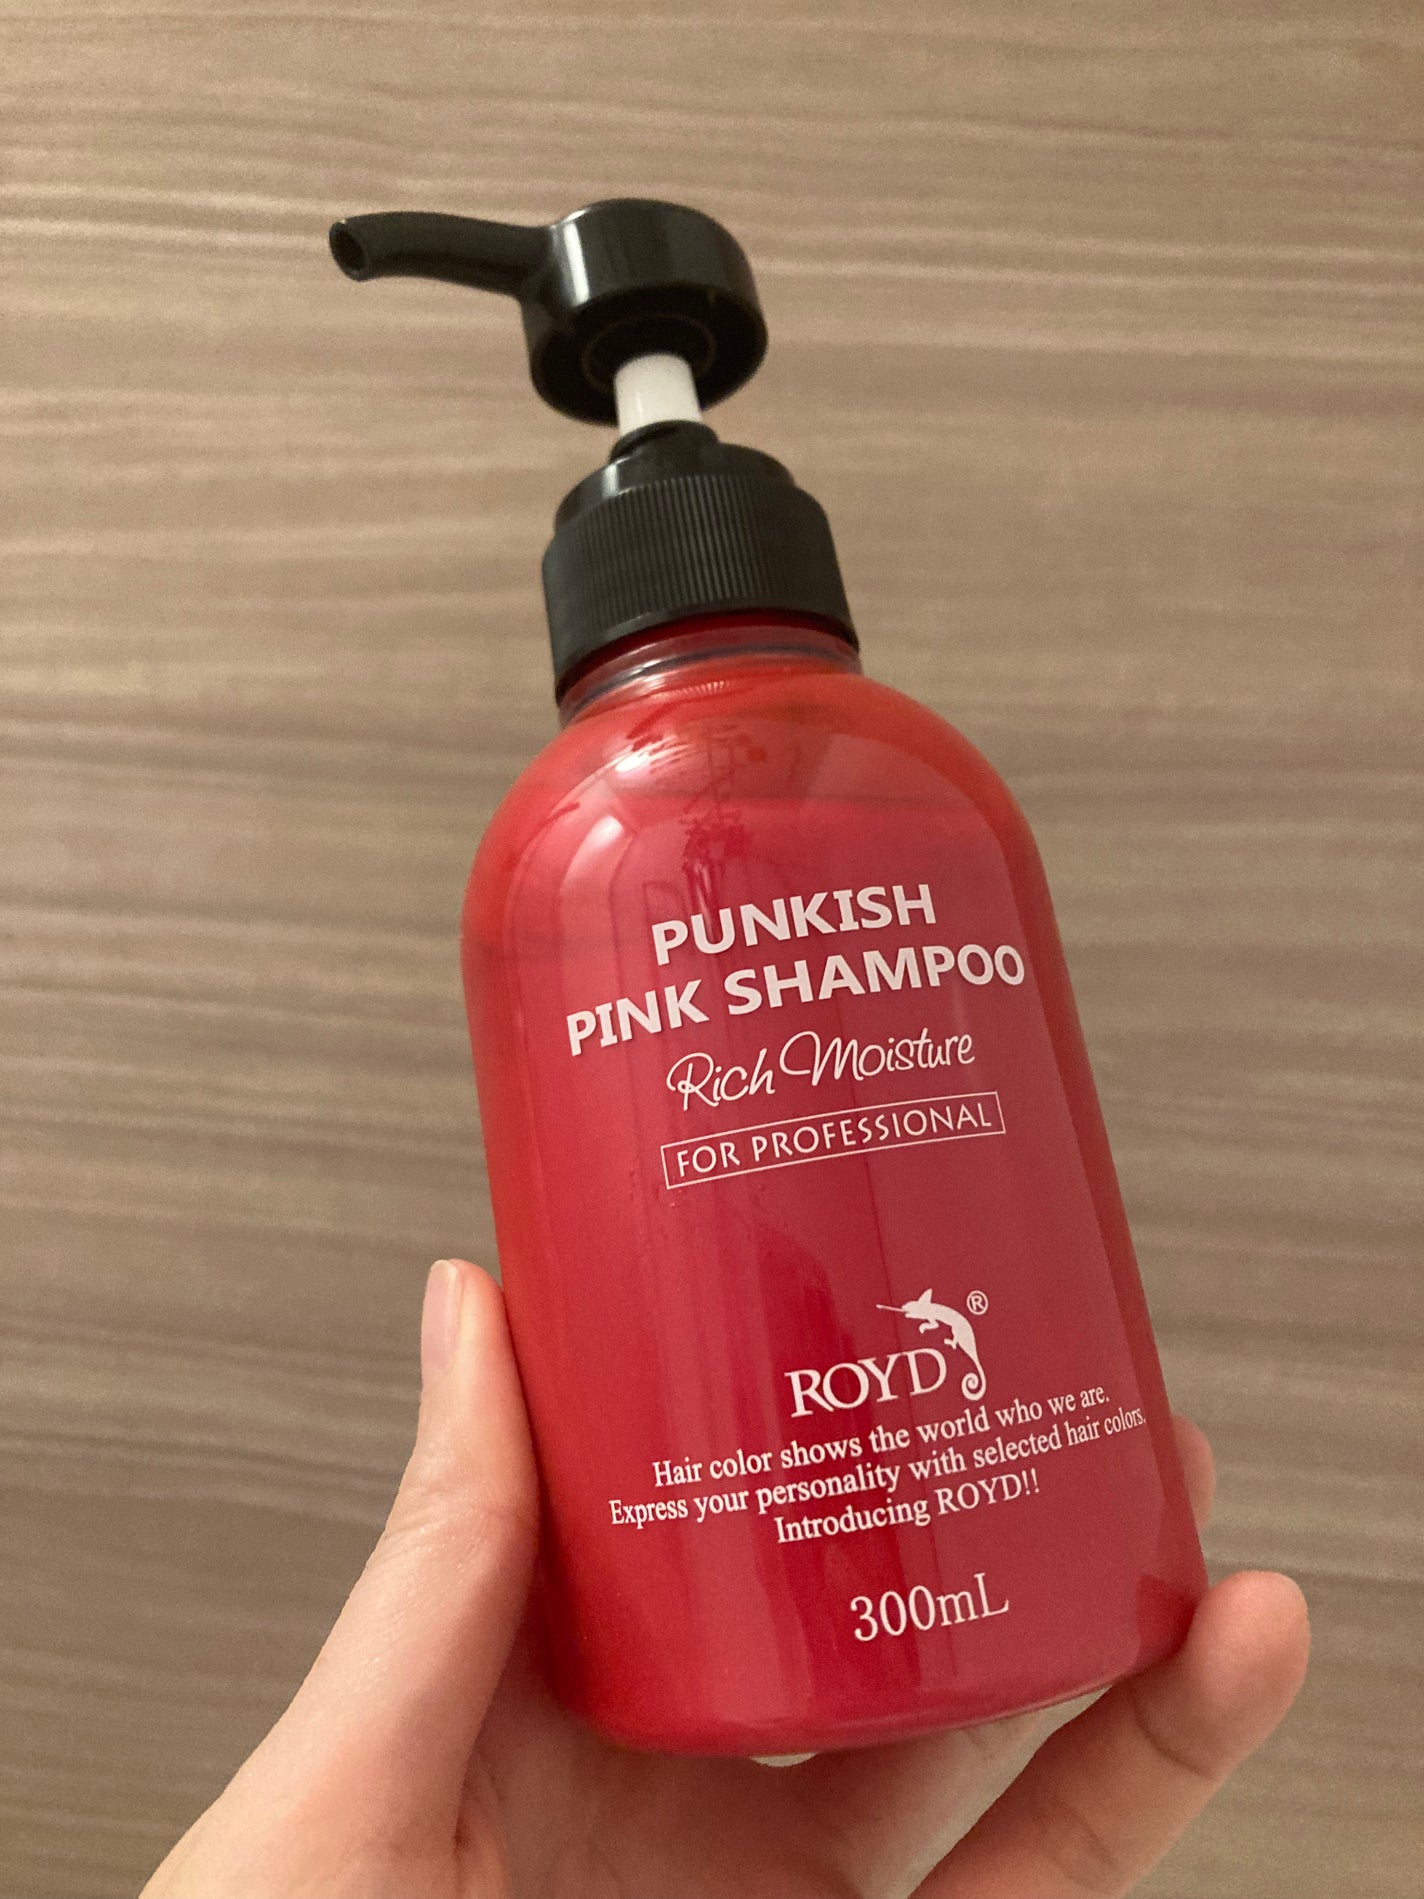 PUNKISH
PINK SHAMPOO
Rich Moisture
FOR PROFESSIONAL
ROYD®
Hair color shows the world who we are.
Express your personality with selected hair colors.
Introducing ROYD!!
300mL